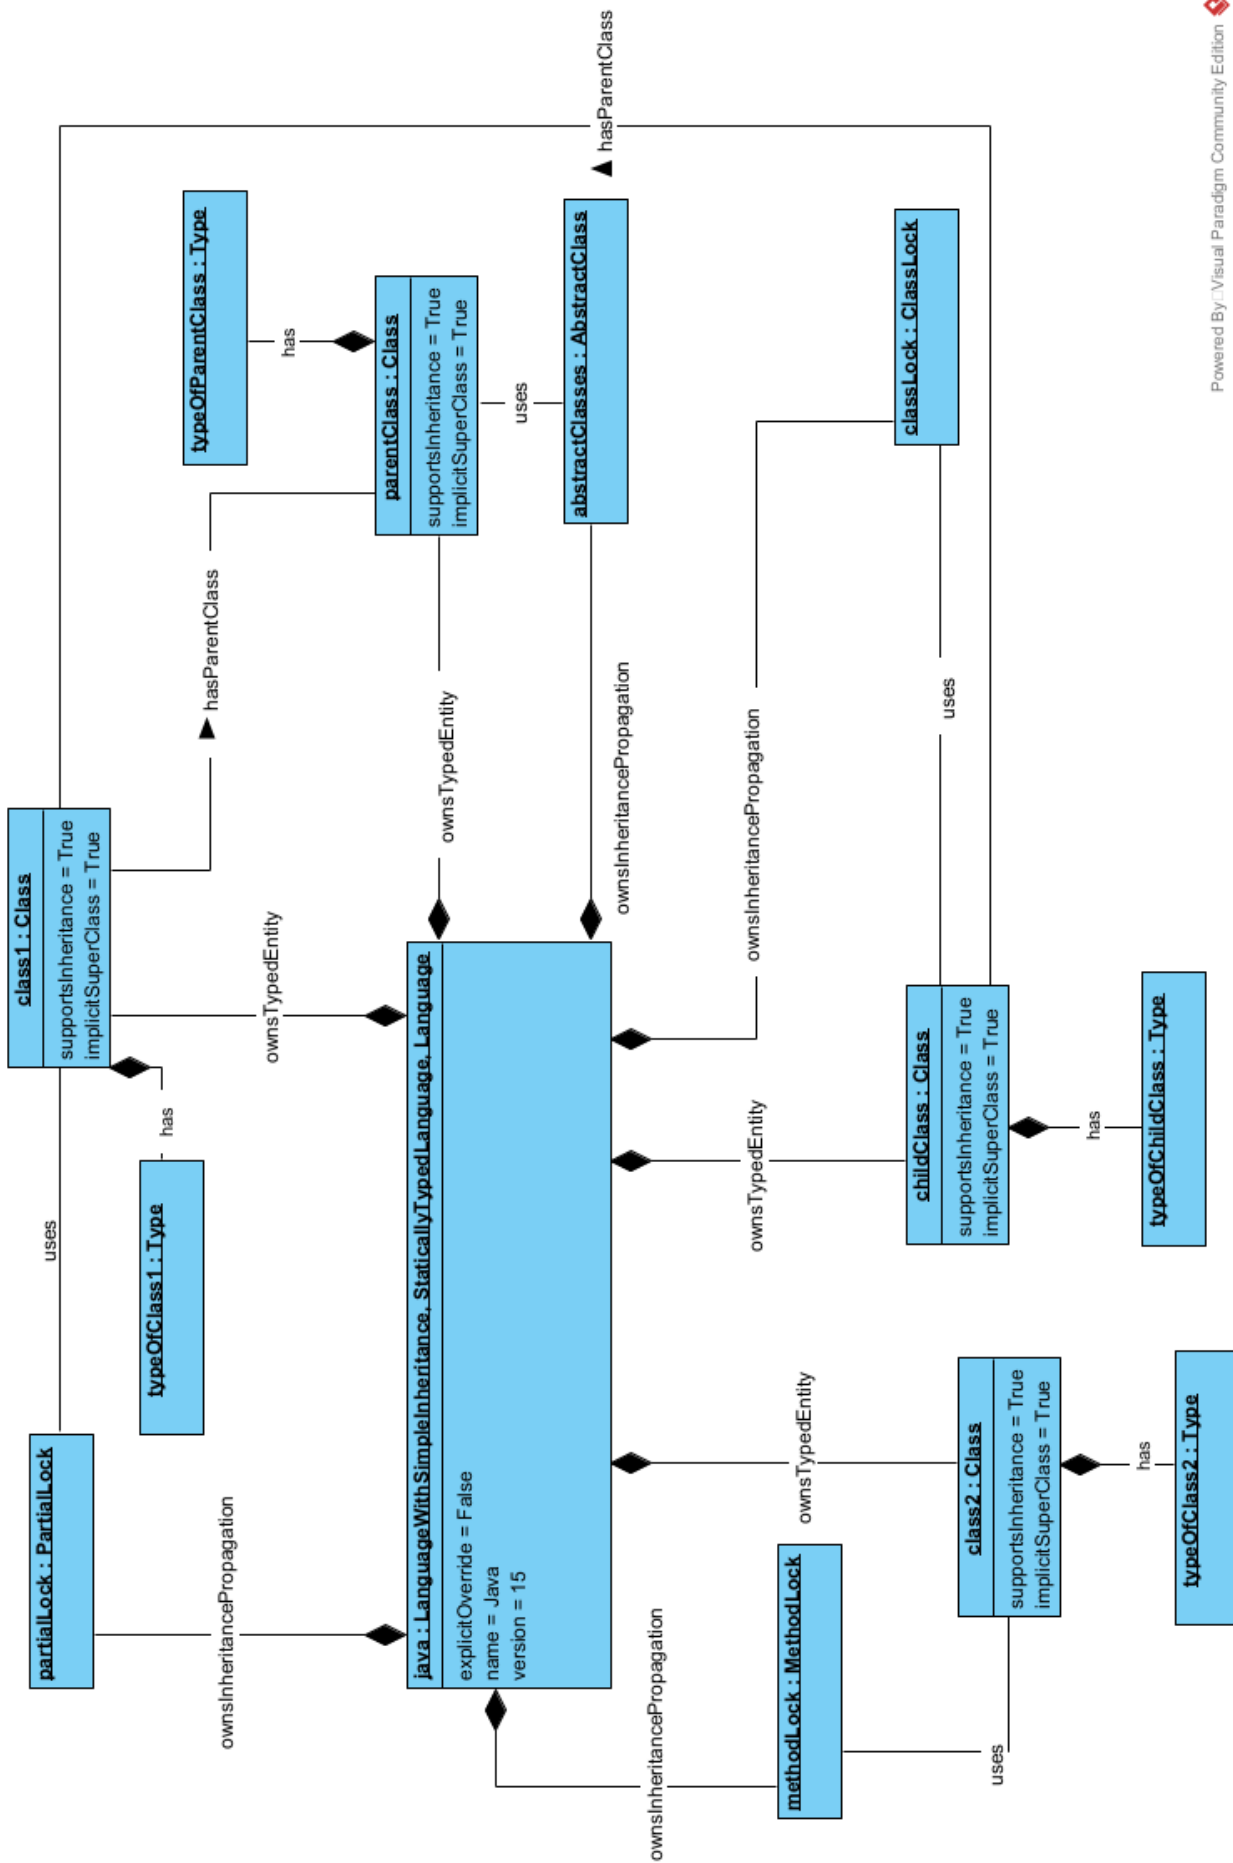 partialLock : PartialLock
uses
class1 : Class
supportsInheritance = True
implicitSuperClass = True
has
typeOfClass1 : Type
ownsInheritancePropagation
ownsTypedEntity
hasParentClass
typeOfParentClass : Type
has
parentClass : Class
supportsInheritance = True
implicitSuperClass = True
ownsTypedEntity
uses
java : LanguageWithSimpleInheritance, StaticallyTypedLanguage, Language
explicitOverride = False
name = Java
version = 15
ownsInheritancePropagation
abstractClasses : AbstractClass
hasParentClass
ownsInheritancePropagation
methodLock : MethodLock
ownsTypedEntity
ownsTypedEntity
ownsInheritancePropagation
classLock : ClassLock
uses
uses
class2 : Class
supportsInheritance = True
implicitSuperClass = True
has
typeOfClass2 : Type
childClass : Class
supportsInheritance = True
implicitSuperClass = True
has
typeOfChildClass : Type
Powered By□Visual Paradigm Community Edition